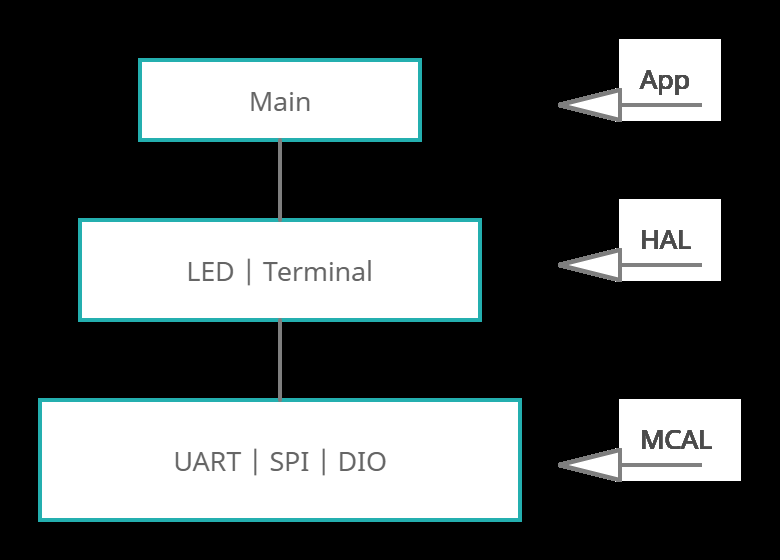 Main
App
LED | Terminal
HAL
UART | SPI | DIO
MCAL